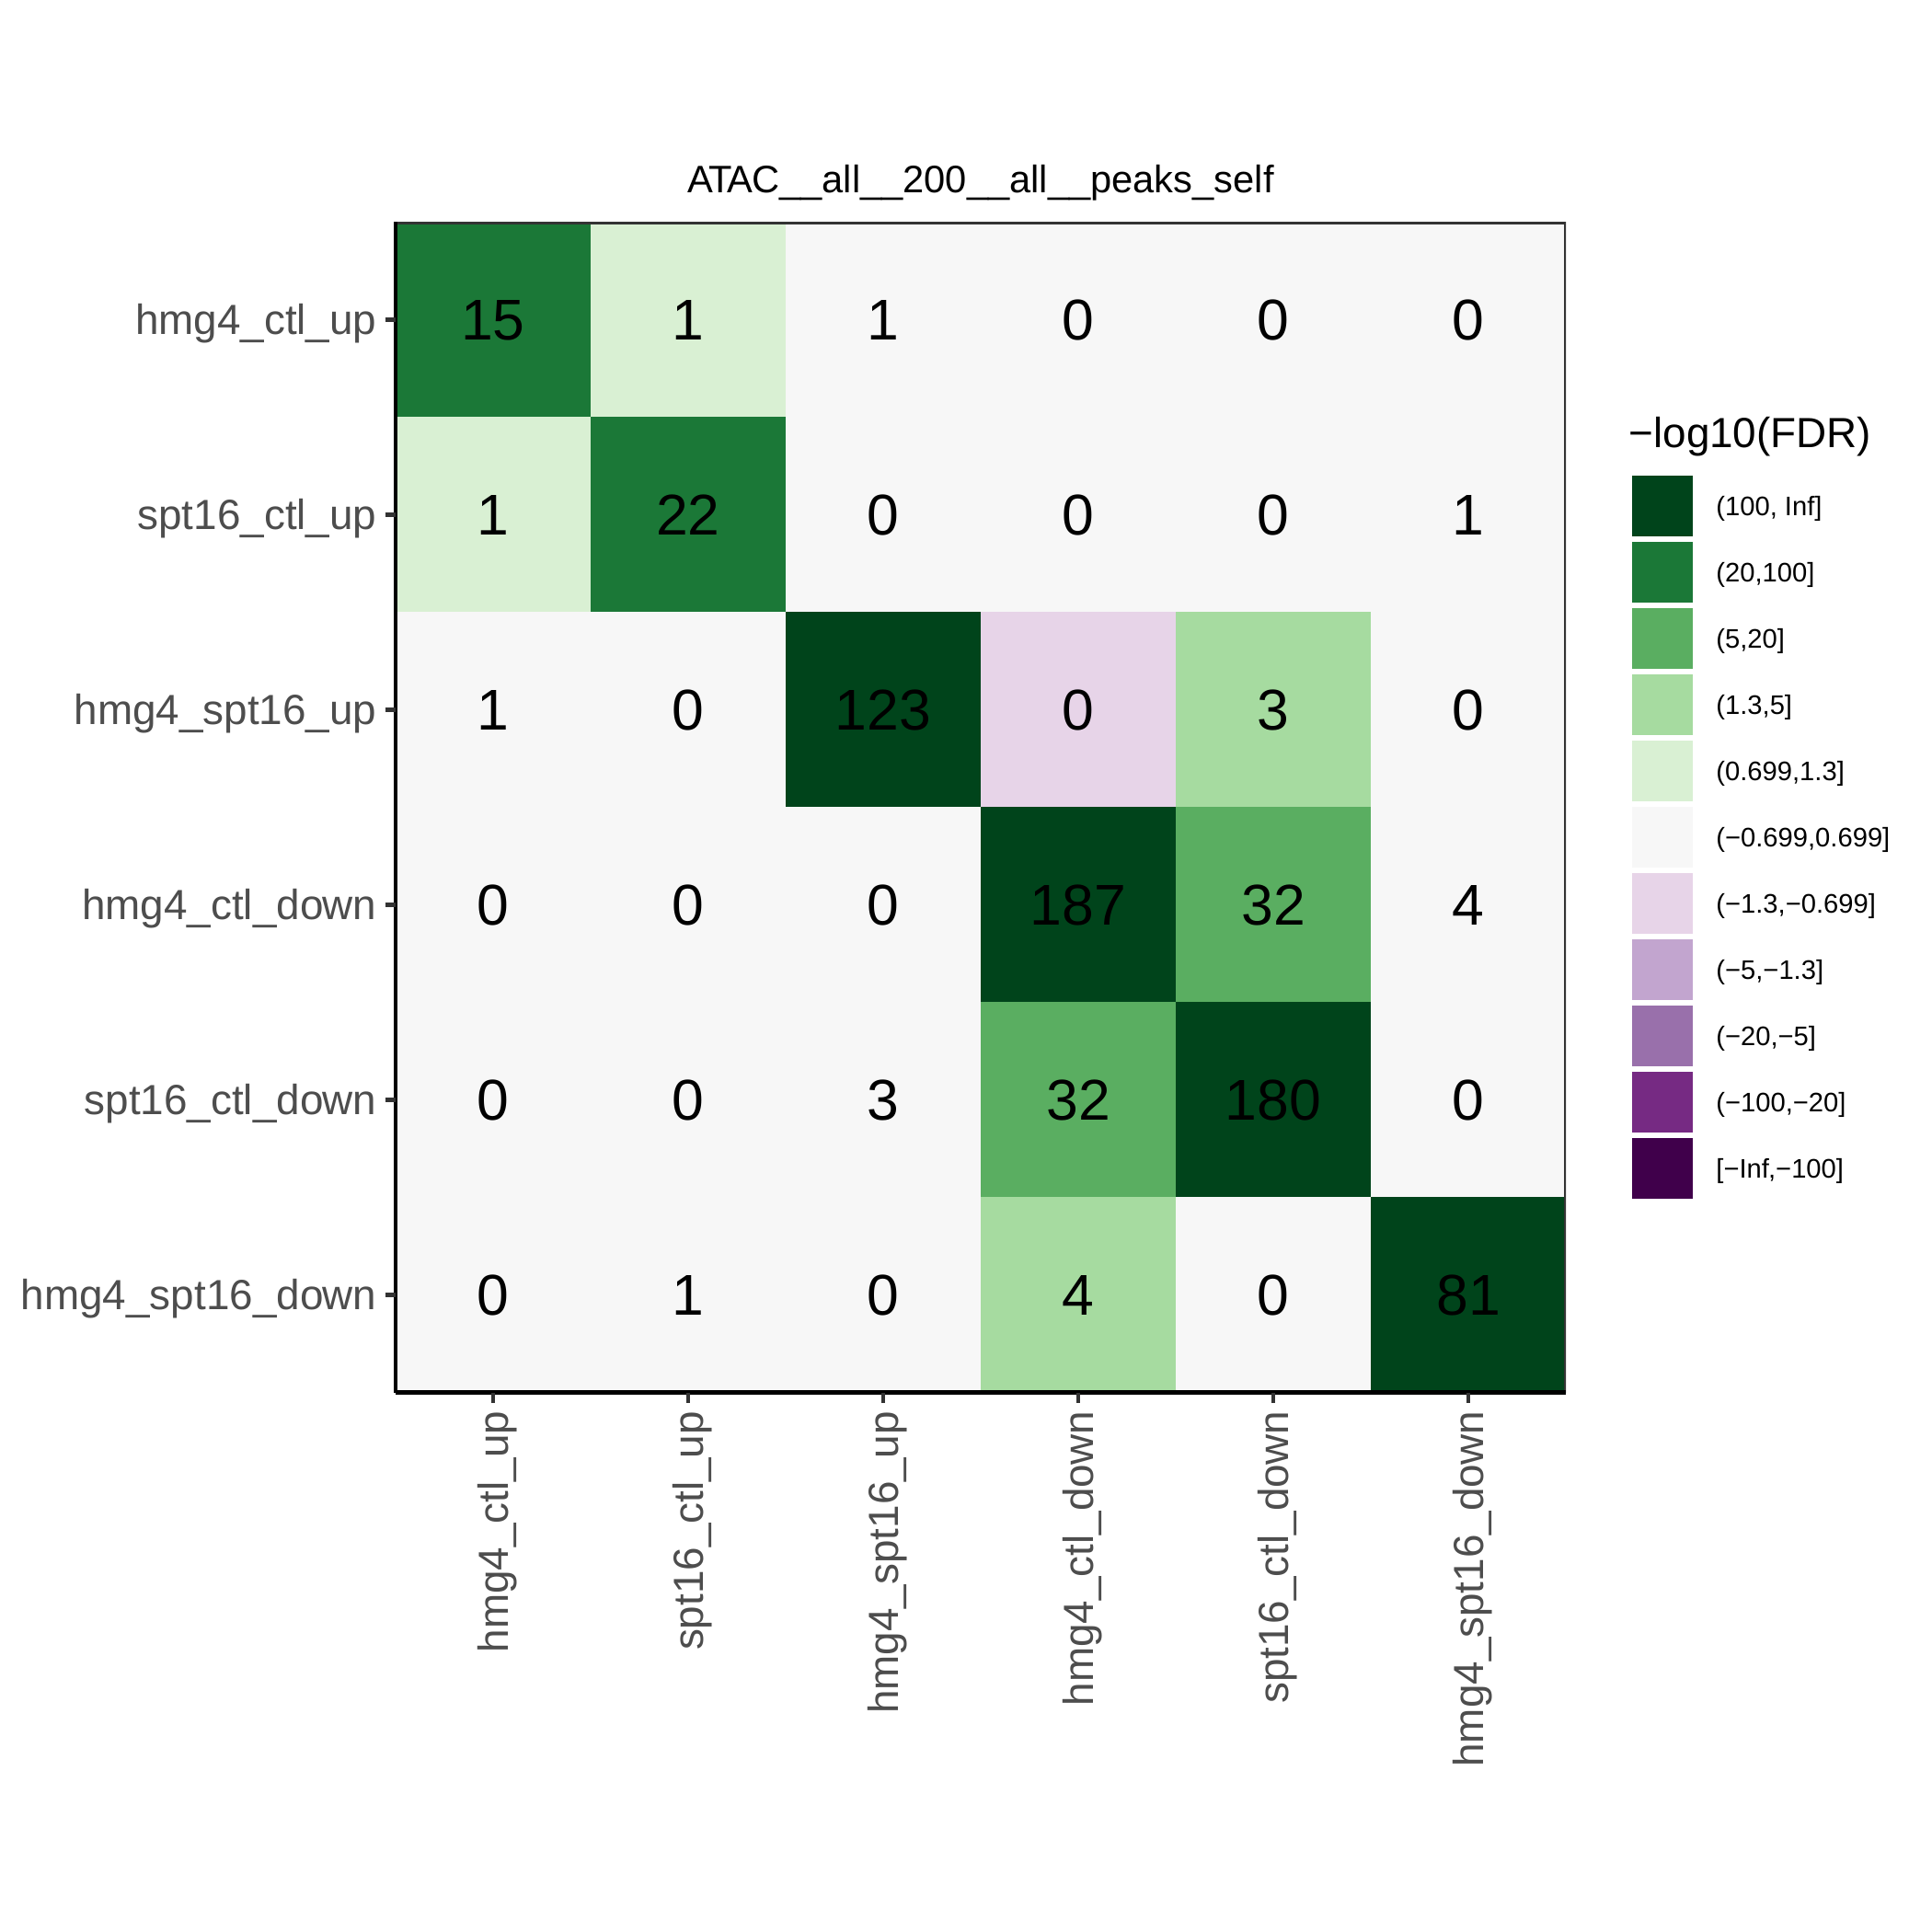 ATAC__all__200__all__peaks_self
hmg4_ctl_up 15 1 1 0 0 0
spt16_ctl_up 1 22 0 0 0 1
hmg4_spt16_up 1 0 123 0 3 0
hmg4_ctl_down 0 0 0 187 32 4
spt16_ctl_down 0 0 3 32 180 0
hmg4_spt16_down 0 1 0 4 0 81
hmg4_ctl_up
spt16_ctl_up
hmg4_spt16_up
hmg4_ctl_down
spt16_ctl_down
hmg4_spt16_down
−log10(FDR)
(100, Inf]
(20,100]
(5,20]
(1.3,5]
(0.699,1.3]
(−0.699,0.699]
(−1.3,−0.699]
(−5,−1.3]
(−20,−5]
(−100,−20]
[−Inf,−100]